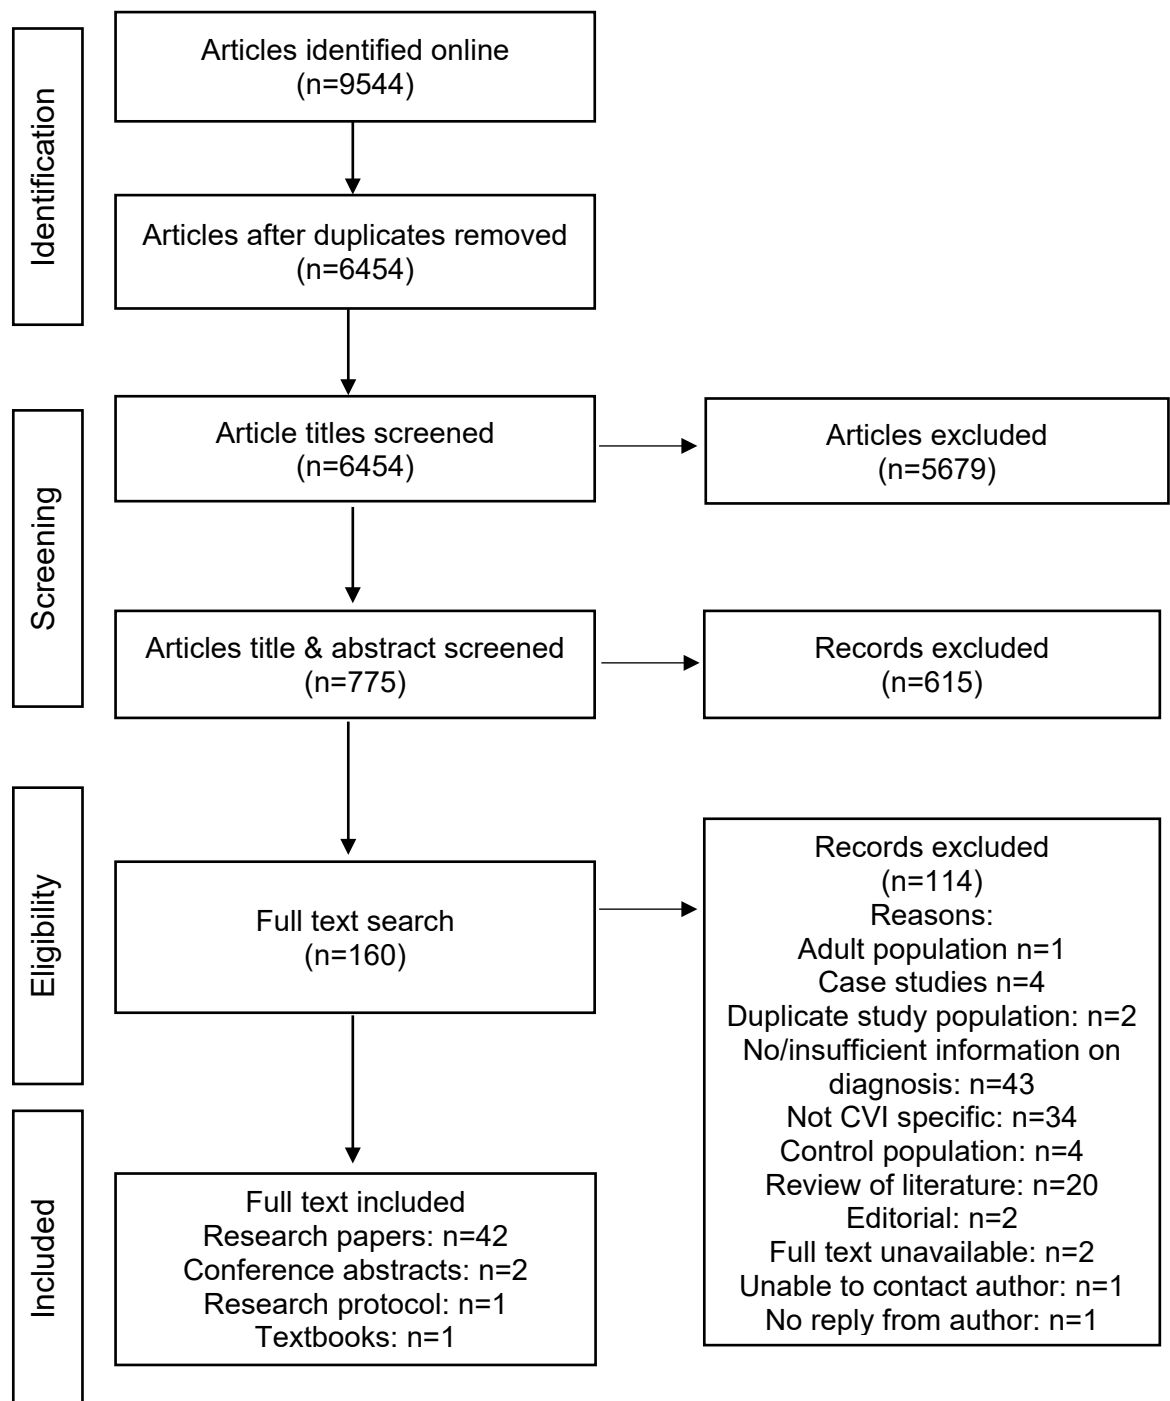 Identification
Articles identified online
(n=9544)
Articles after duplicates removed
(n=6454)
Screening
Article titles screened
(n=6454)
Articles excluded
(n=5679)
Articles title & abstract screened
(n=775)
Records excluded
(n=615)
Eligibility
Full text search
(n=160)
Records excluded
(n=114)
Reasons:
Adult population n=1
Case studies n=4
Duplicate study population: n=2
No/insufficient information on
diagnosis: n=43
Not CVI specific: n=34
Control population: n=4
Review of literature: n=20
Editorial: n=2
Full text unavailable: n=2
Unable to contact author: n=1
No reply from author: n=1
Included
Full text included
Research papers: n=42
Conference abstracts: n=2
Research protocol: n=1
Textbooks: n=1